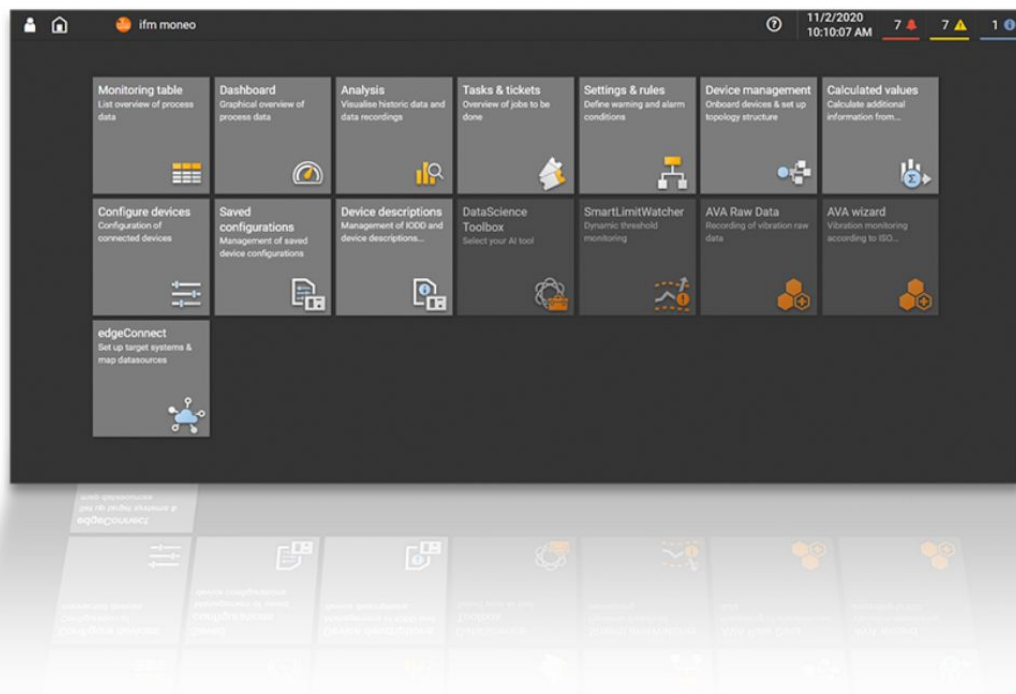 ifm moneo
11/2/2020
10:10:07 AM
7
7
1
Monitoring table
List overview of process
data
Dashboard
Graphical overview of
process data
Analysis
Visualise historic data and
data recordings
Tasks & tickets
Overview of jobs to be
done
Settings & rules
Define warning and alarm
conditions
Device management
Onboard devices & set up
topology structure
Calculated values
Calculate additional
information from...
Configure devices
Configuration of
connected devices
Saved
configurations
Management of saved
device configurations
Device descriptions
Management of IODD and
device descriptions...
DataScience
Toolbox
Select your AI tool
SmartLimitWatcher
Dynamic threshold
monitoring
AVA Raw Data
Recording of vibration raw
data
AVA wizard
Vibration monitoring
according to ISO...
edgeConnect
Set up target systems &
map datasources